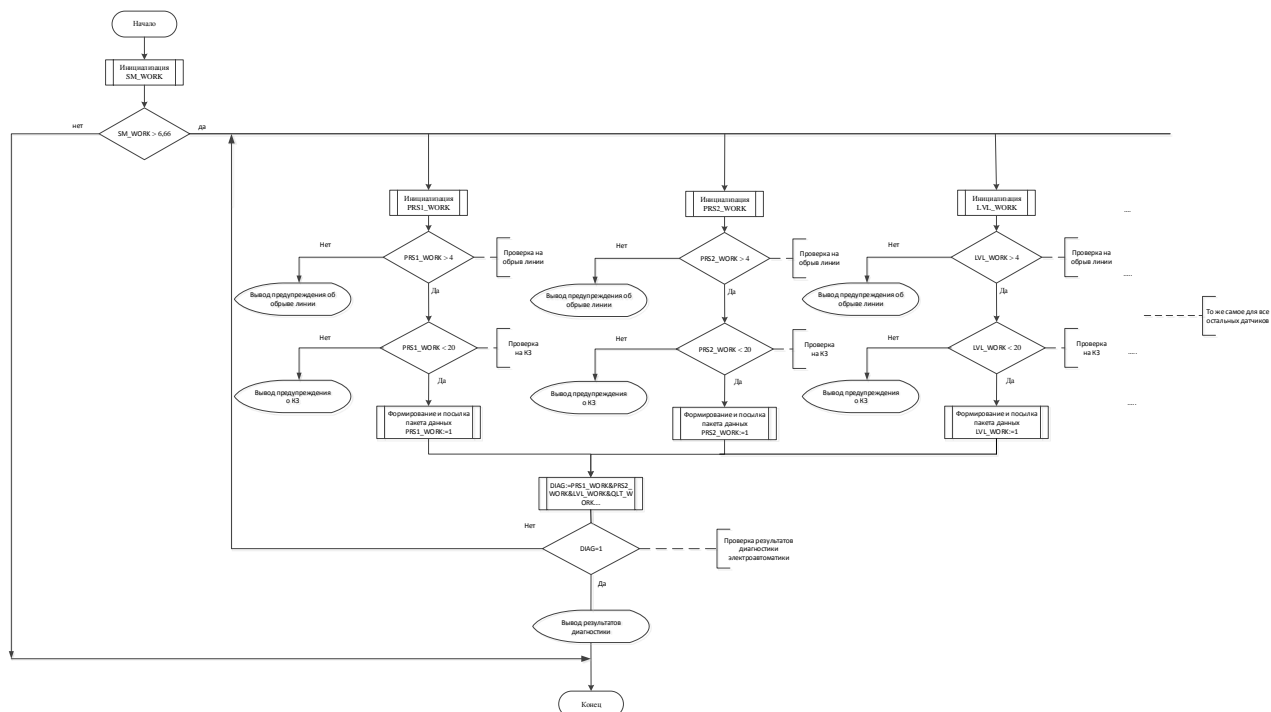 Начало
Инициализация
SM_WORK
нет
SM_WORK > 6,66
да
Инициализация
PRS1_WORK
Инициализация
PRS2_WORK
Инициализация
LVL_WORK
....
Нет
PRS1_WORK > 4
Проверка на
обрыв линии
Нет
PRS2_WORK > 4
Проверка на
обрыв линии
Нет
LVL_WORK > 4
Проверка на
обрыв линии
.....
Вывод предупреждения об
обрыве линии
Да
Вывод предупреждения об
обрыве линии
Да
Вывод предупреждения об
обрыве линии
Да
То же самое для все
остальных датчиков
Нет
PRS1_WORK < 20
Проверка
на КЗ
Нет
PRS2_WORK < 20
Проверка
на КЗ
Нет
LVL_WORK < 20
Проверка
на КЗ
.....
Вывод предупреждения
о КЗ
Да
Вывод предупреждения
о КЗ
Да
Вывод предупреждения
о КЗ
Да
.....
Формирование и посылка
пакета данных
PRS1_WORK:=1
Формирование и посылка
пакета данных
PRS2_WORK:=1
Формирование и посылка
пакета данных
LVL_WORK:=1
DIAG:=PRS1_WORK&PRS2_
WORK&LVL_WORK&QLT_W
ORK....
Нет
DIAG=1
Проверка результатов
диагностики
электроавтоматики
Да
Вывод результатов
диагностики
Конец